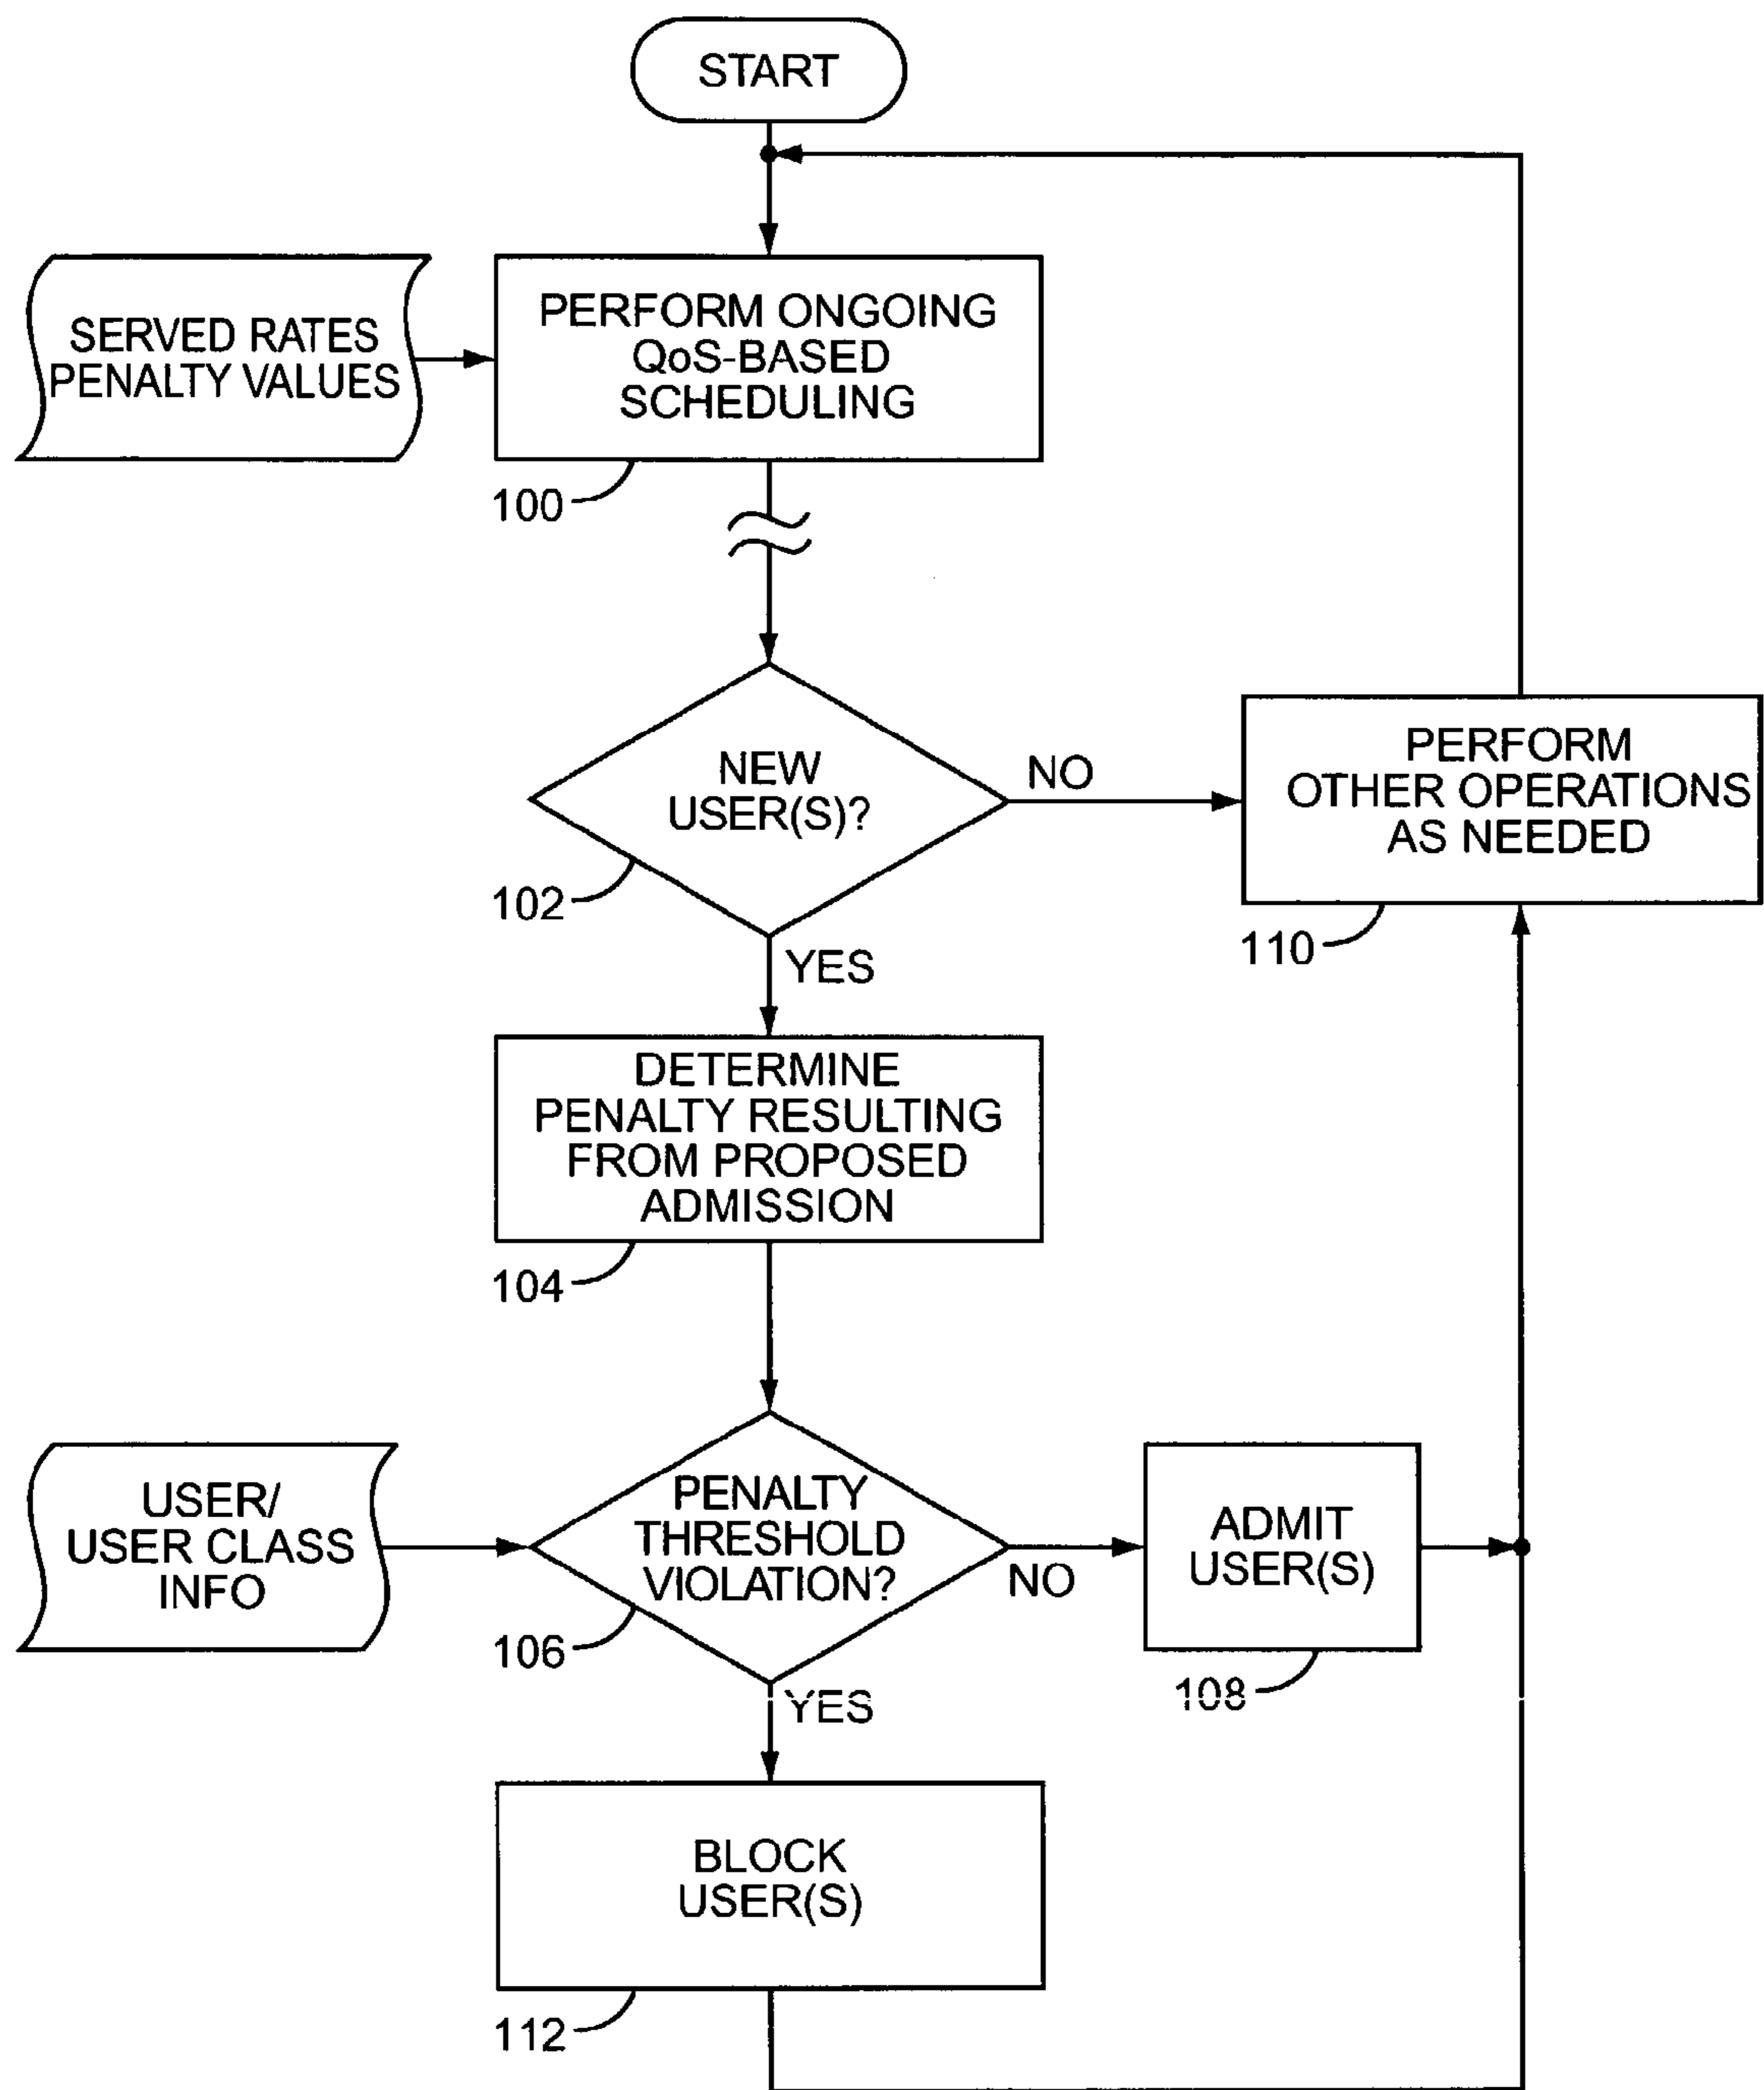 START
SERVED RATES
PENALTY VALUES
PERFORM ONGOING
QoS-BASED
SCHEDULING
100
NEW
USER(S)?
NO
102
YES
PERFORM
OTHER OPERATIONS
AS NEEDED
110
DETERMINE
PENALTY RESULTING
FROM PROPOSED
ADMISSION
104
USER/
USER CLASS
INFO
PENALTY
THRESHOLD
VIOLATION?
NO
106
YES
ADMIT
USER(S)
108
BLOCK
USER(S)
112